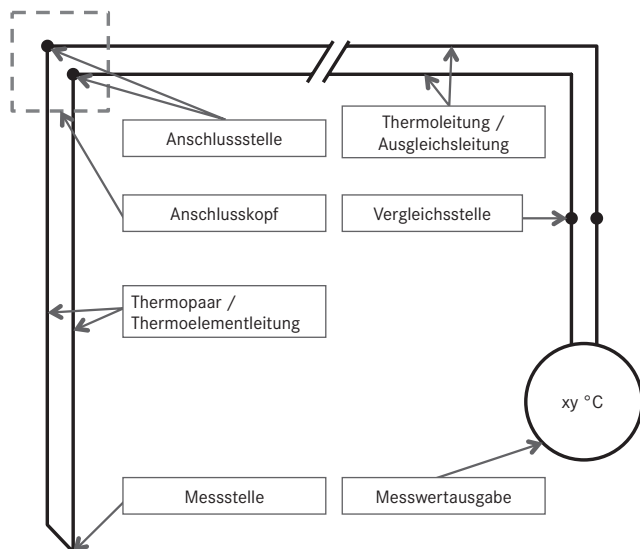 Anschlussstelle
Thermoleitung /
Ausgleichsleitung
Anschlusskopf
Vergleichsstelle
Thermopaar /
Thermoelementleitung
xy °C
Messstelle
Messwertausgabe